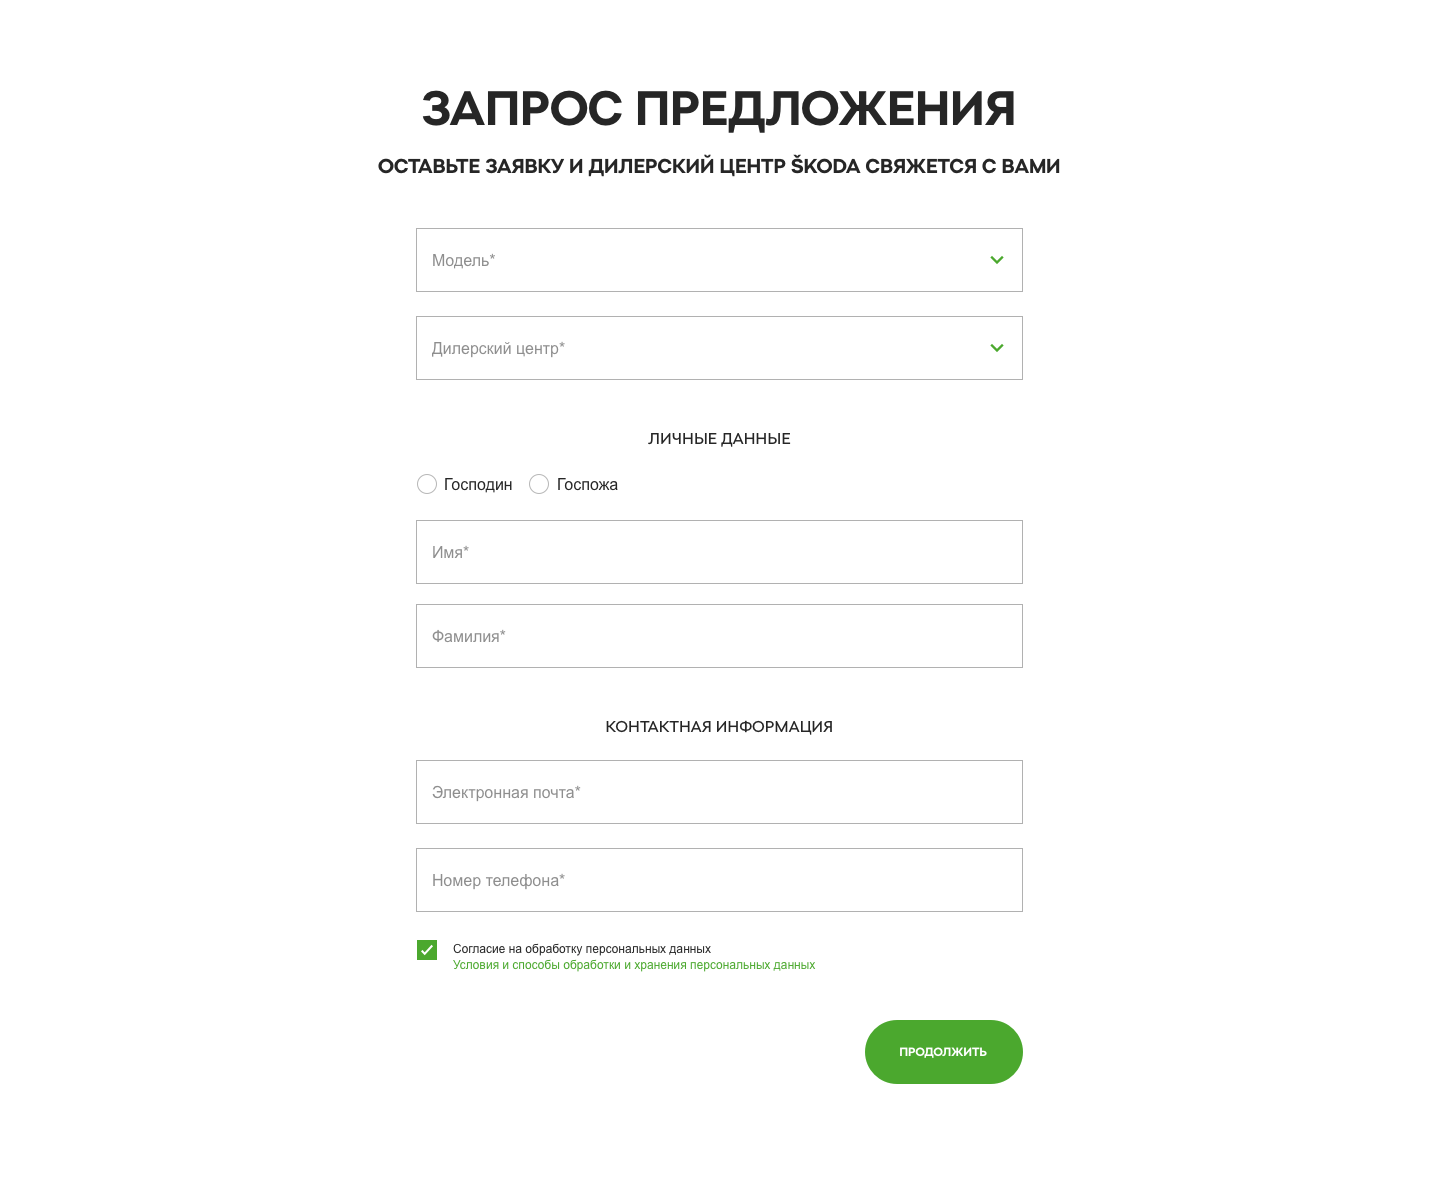 ЗАПРОС ПРЕДЛОЖЕНИЯ
ОСТАВЬТЕ ЗАЯВКУ И ДИЛЕРСКИЙ ЦЕНТР ŠKODA СВЯЖЕТСЯ С ВАМИ
Модель*
Дилерский центр*
ЛИЧНЫЕ ДАННЫЕ
Господин Госпожа
Имя*
Фамилия*
КОНТАКТНАЯ ИНФОРМАЦИЯ
Электронная почта*
Номер телефона*
Согласие на обработку персональных данных
Условия и способы обработки и хранения персональных данных
ПРОДОЛЖИТЬ